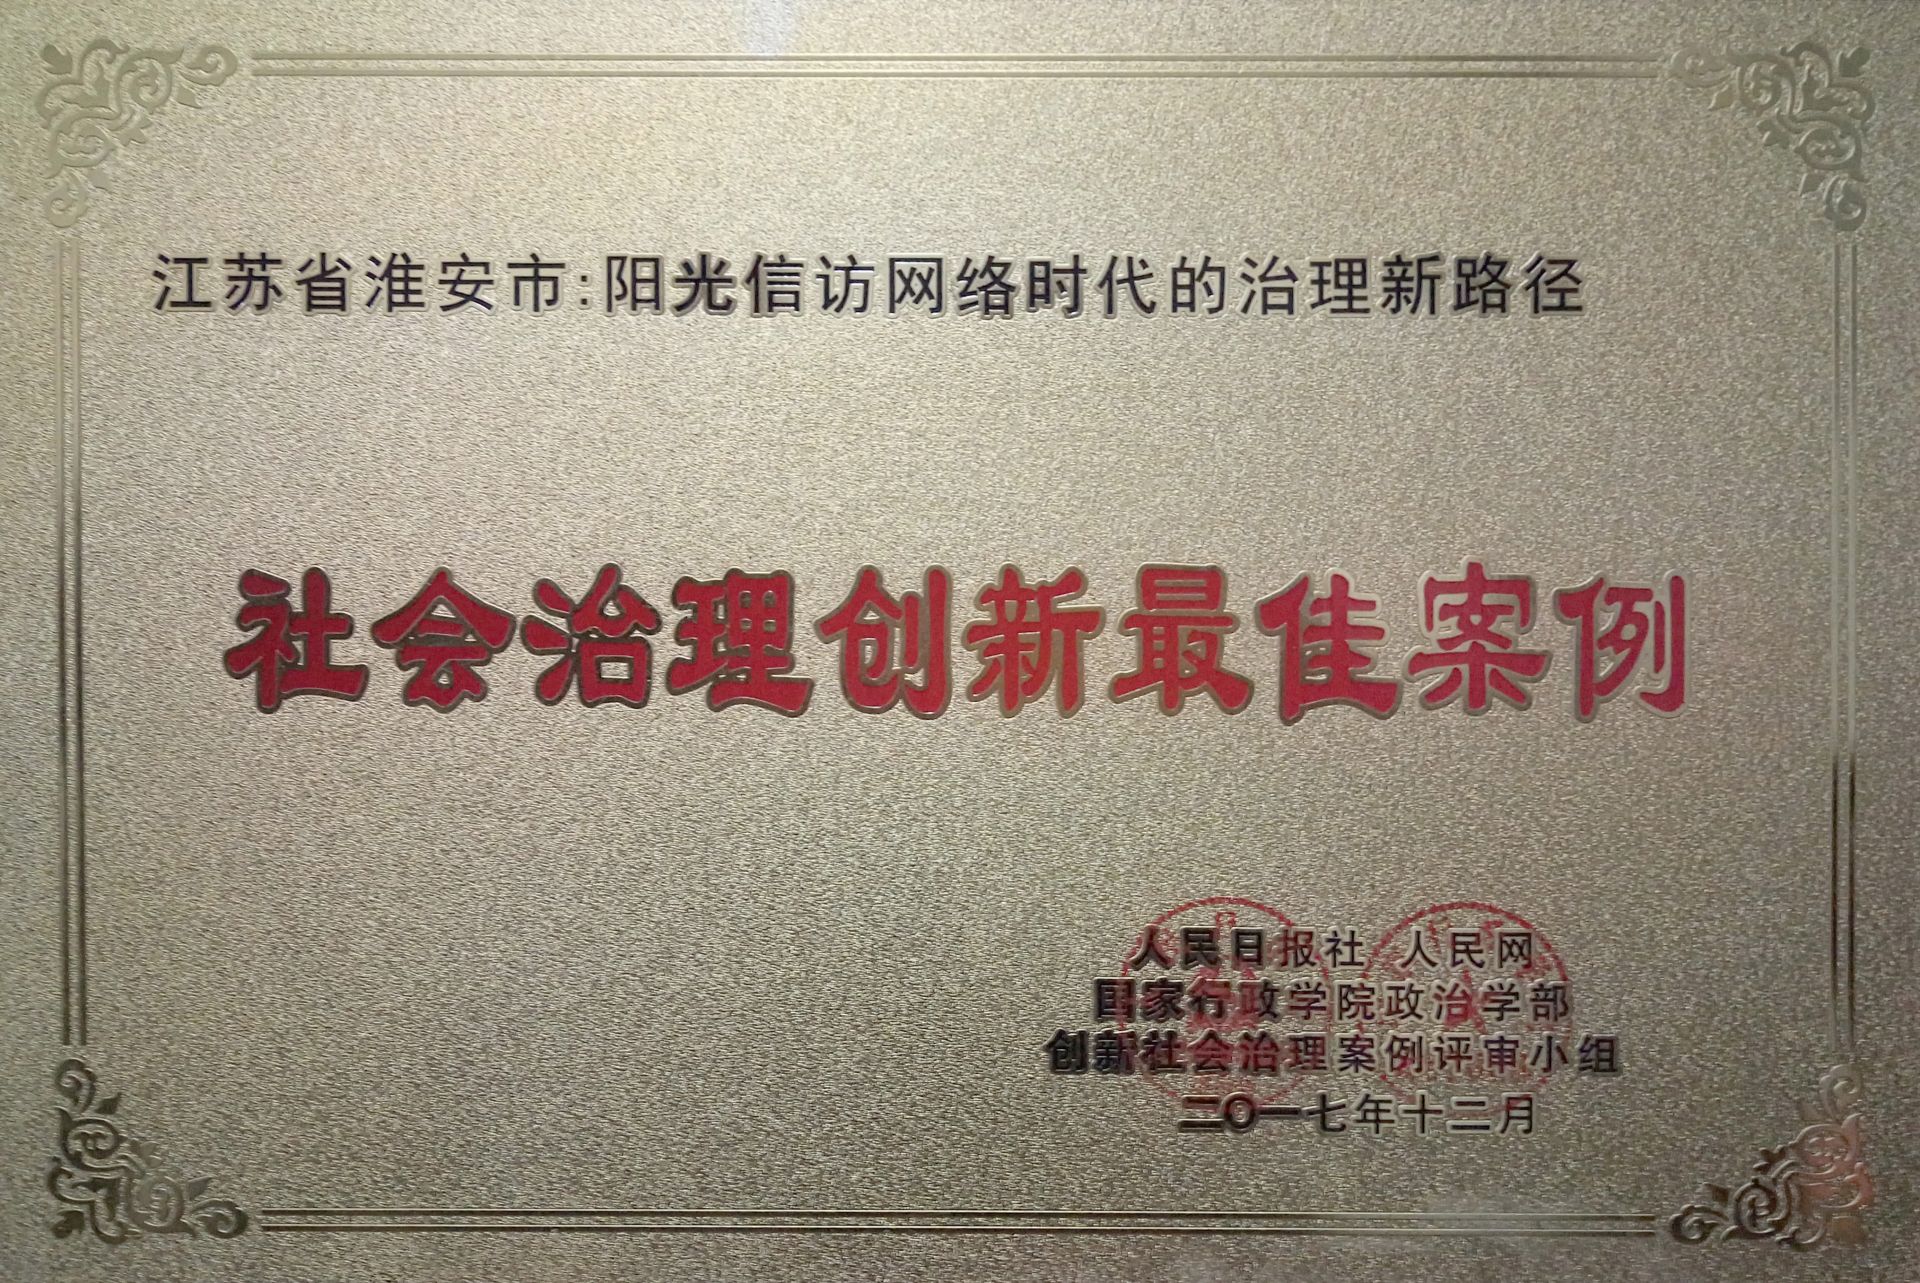 江苏省淮安市:阳光信访网络时代的治理新路径
社会治理创新最佳案例
人民日报社 人民网
国家行政学院政治学部
创新社会治理案例评审小组
二〇一七年十二月